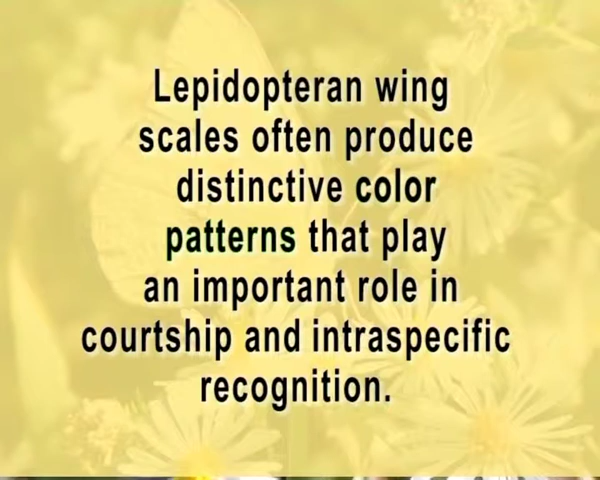 Lepidopteran wing
scales often produce
distinctive color
patterns that play
an important role in
courtship and intraspecific
recognition.